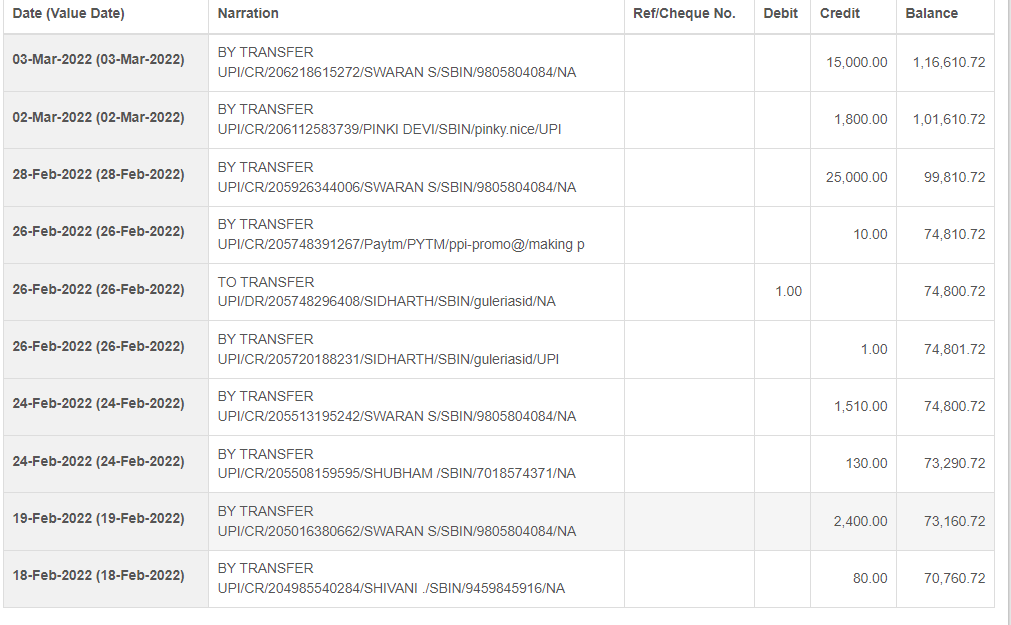 Date (Value Date) Narration Ref/Cheque No. Debit Credit Balance
03-Mar-2022 (03-Mar-2022) BY TRANSFER
UPI/CR/206218615272/SWARAN S/SBIN/9805804084/NA 15,000.00 1,16,610.72
02-Mar-2022 (02-Mar-2022) BY TRANSFER
UPI/CR/206112583739/PINKI DEVI/SBIN/pinky.nice/UPI 1,800.00 1,01,610.72
28-Feb-2022 (28-Feb-2022) BY TRANSFER
UPI/CR/205926344006/SWARAN S/SBIN/9805804084/NA 25,000.00 99,810.72
26-Feb-2022 (26-Feb-2022) BY TRANSFER
UPI/CR/205748391267/Paytm/PYTM/ppi-promo@/making p 10.00 74,810.72
26-Feb-2022 (26-Feb-2022) TO TRANSFER
UPI/DR/205748296408/SIDHARTH/SBIN/guleriasid/NA 1.00 74,800.72
26-Feb-2022 (26-Feb-2022) BY TRANSFER
UPI/CR/205720188231/SIDHARTH/SBIN/guleriasid/UPI 1.00 74,801.72
24-Feb-2022 (24-Feb-2022) BY TRANSFER
UPI/CR/205513195242/SWARAN S/SBIN/9805804084/NA 1,510.00 74,800.72
24-Feb-2022 (24-Feb-2022) BY TRANSFER
UPI/CR/205508159595/SHUBHAM /SBIN/7018574371/NA 130.00 73,290.72
19-Feb-2022 (19-Feb-2022) BY TRANSFER
UPI/CR/205016380662/SWARAN S/SBIN/9805804084/NA 2,400.00 73,160.72
18-Feb-2022 (18-Feb-2022) BY TRANSFER
UPI/CR/204985540284/SHIVANI ./SBIN/9459845916/NA 80.00 70,760.72